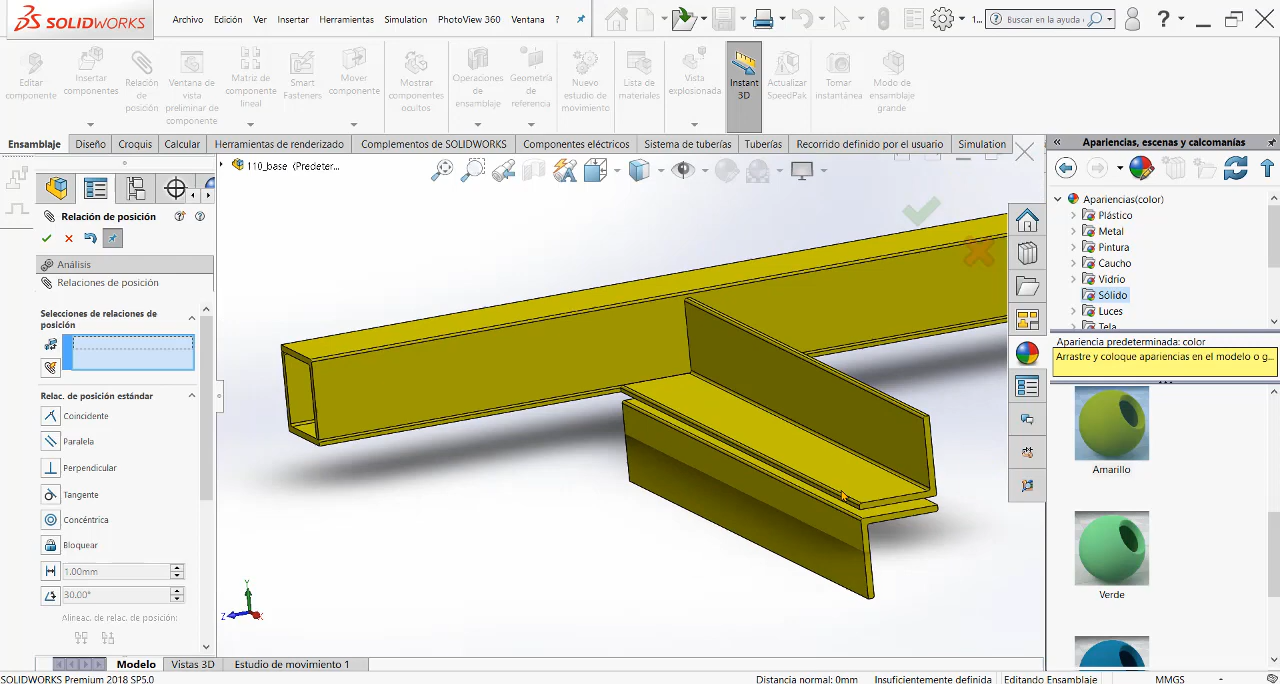 SOLIDWORKS
Archivo Edición Ver Insertar Herramientas Simulation PhotoView 360 Ventana ?
1...
Buscar en la ayuda
?
Editar componente
Insertar componentes
Relación de posición
Ventana de vista preliminar de componente
Matriz de componente lineal
Smart Fasteners
Mover componente
Mostrar componentes ocultos
Operaciones de ensamblaje
Geometría de referencia
Nuevo estudio de movimiento
Lista de materiales
Vista explosionada
Instant 3D
Actualizar SpeedPak
Tomar instantánea
Modo de ensamblaje grande
Ensamblaje Diseño Croquis Calcular Herramientas de renderizado Complementos de SOLIDWORKS Componentes eléctricos Sistema de tuberías Tuberías Recorrido definido por el usuario Simulation
110_base (Predeter...
Relación de posición
Análisis
Relaciones de posición
Selecciones de relaciones de
posición
Relac. de posición estándar
Coincidente
Paralela
Perpendicular
Tangente
Concéntrica
Bloquear
1.00mm
30.00°
Alineac. de relac. de posición:
Y
Z
X
Apariencias, escenas y calcomanías
Apariencias(color)
Plástico
Metal
Pintura
Caucho
Vidrio
Sólido
Luces
Tela
Apariencia predeterminada: color
Arrastre y coloque apariencias en el modelo o g...
Amarillo
Verde
Modelo Vistas 3D Estudio de movimiento 1
SOLIDWORKS Premium 2018 SP5.0
Distancia normal: 0mm Insuficientemente definida Editando Ensamblaje MMGS -